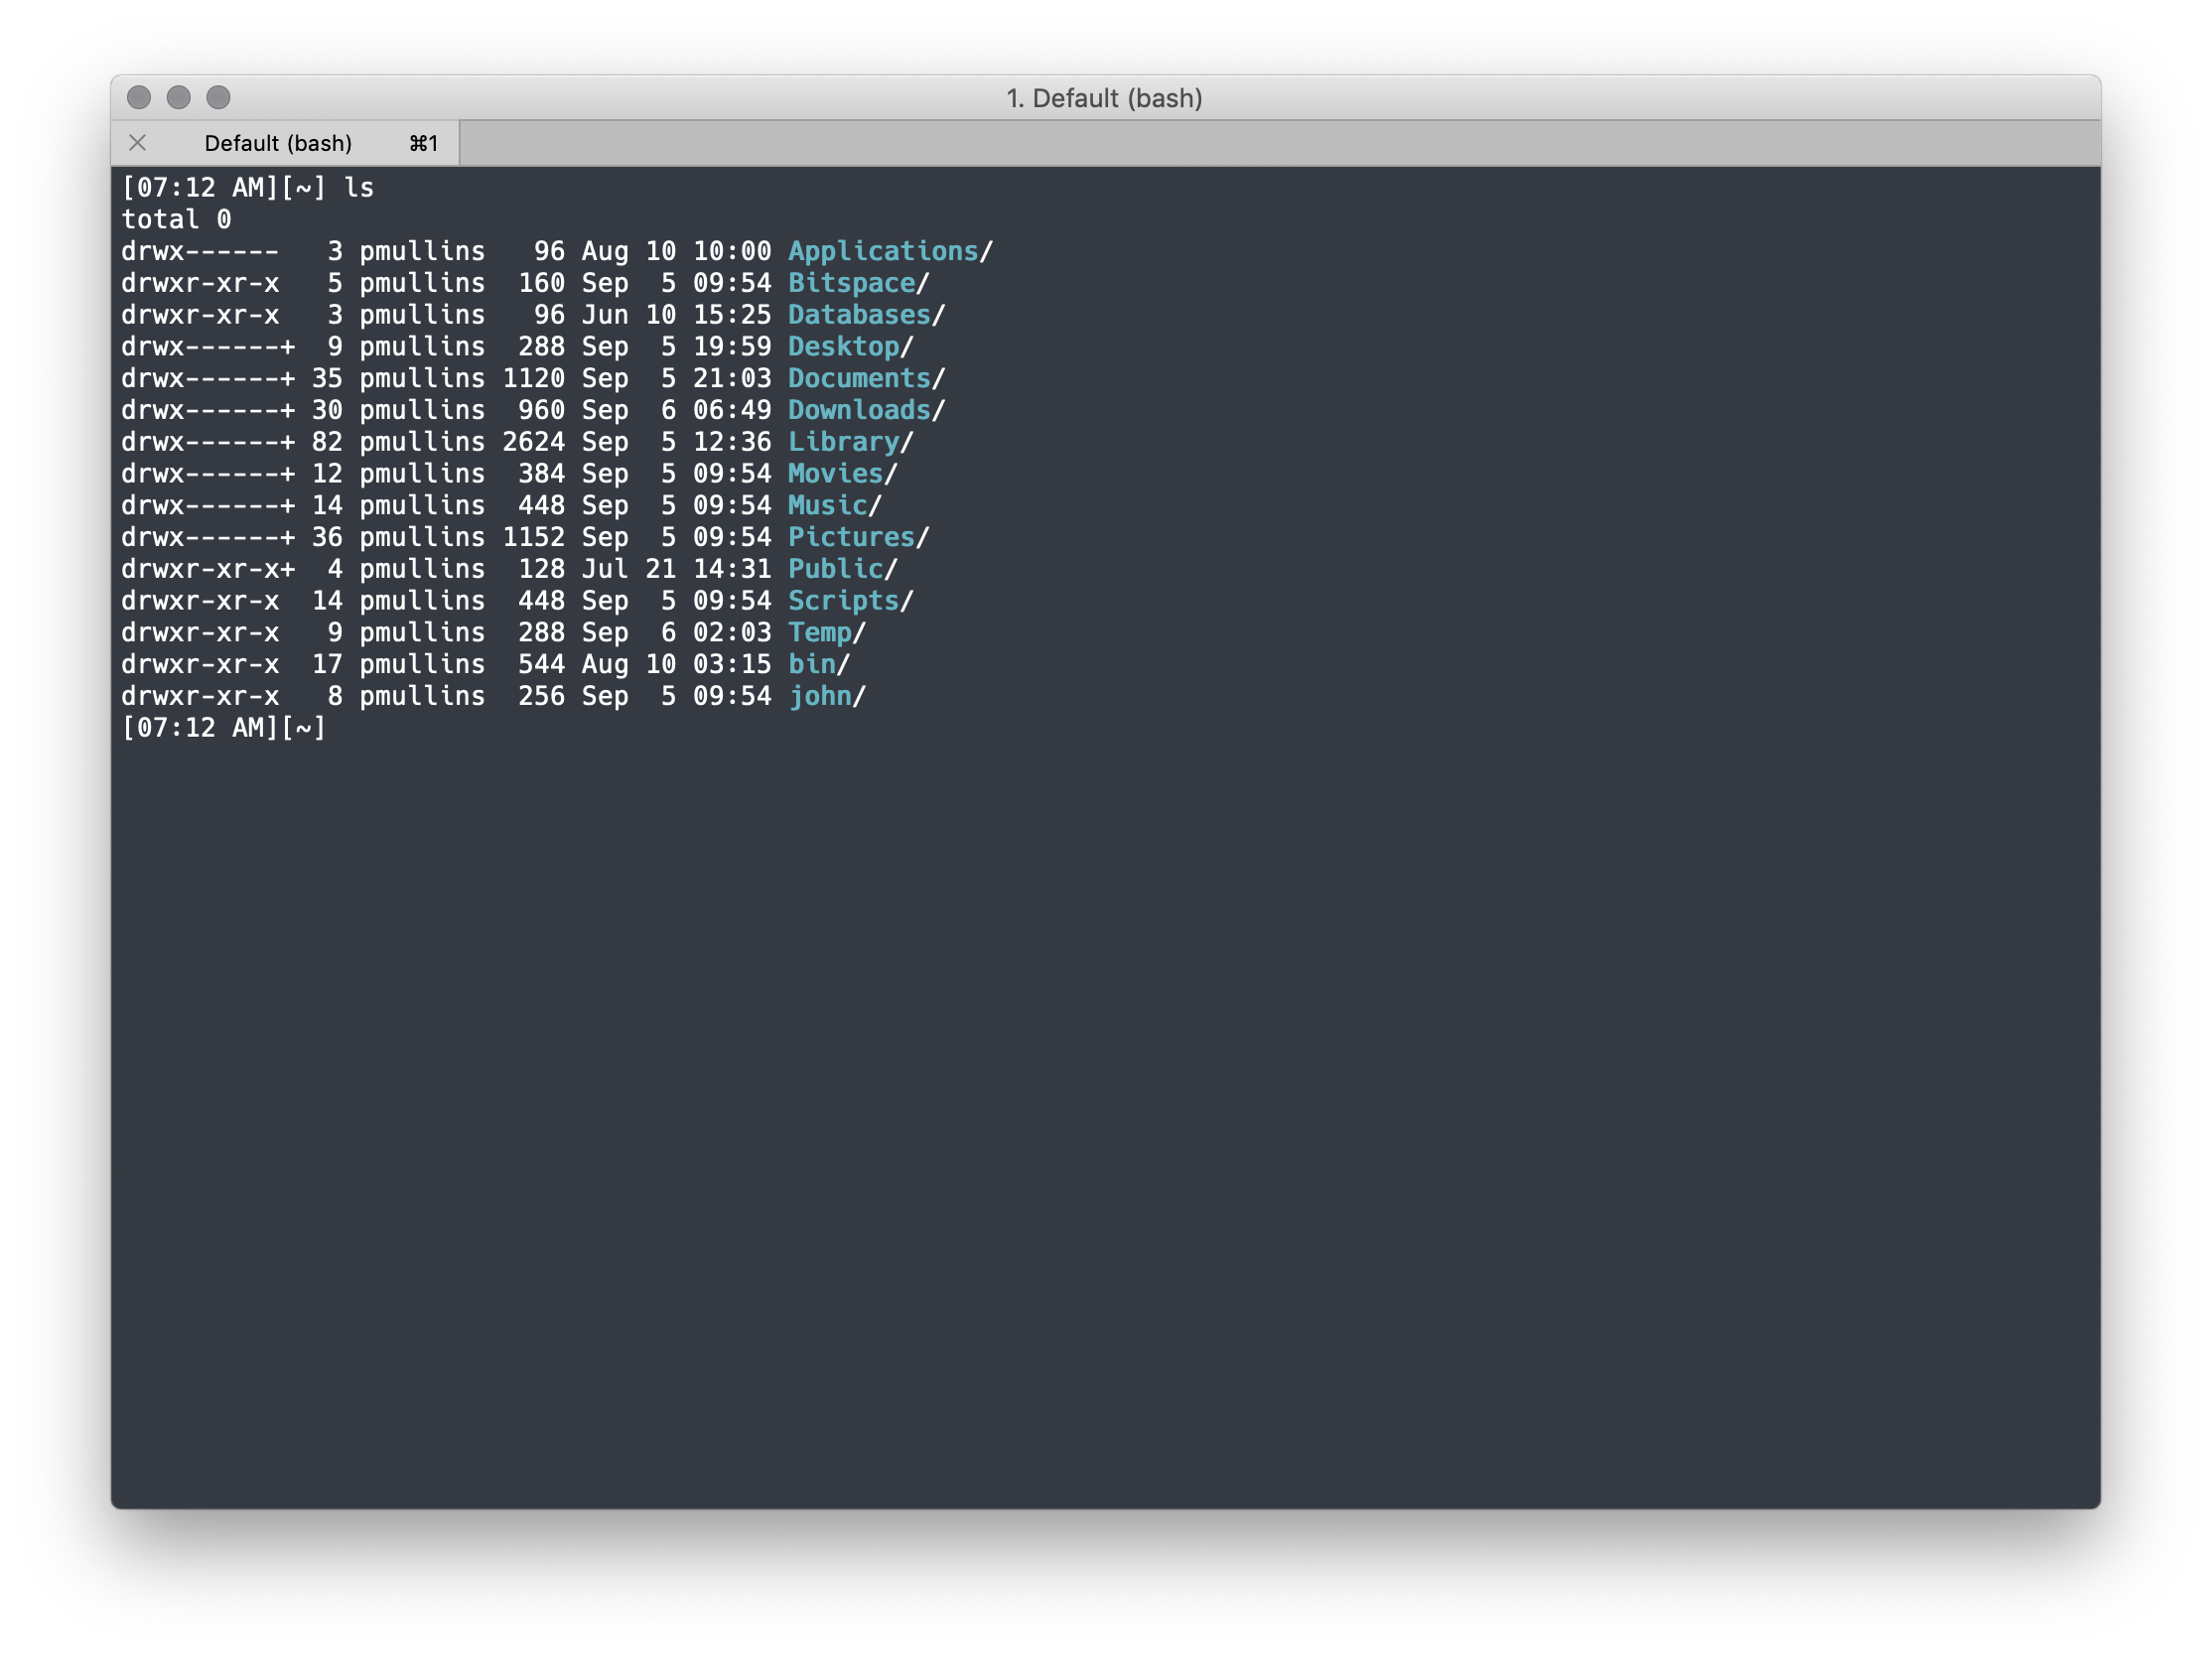 1. Default (bash)
Default (bash) ⌘1
[07:12 AM][~] ls
total 0
drwx------   3 pmullins   96 Aug 10 10:00 Applications/
drwxr-xr-x   5 pmullins  160 Sep  5 09:54 Bitspace/
drwxr-xr-x   3 pmullins   96 Jun 10 15:25 Databases/
drwx------+  9 pmullins  288 Sep  5 19:59 Desktop/
drwx------+ 35 pmullins 1120 Sep  5 21:03 Documents/
drwx------+ 30 pmullins  960 Sep  6 06:49 Downloads/
drwx------+ 82 pmullins 2624 Sep  5 12:36 Library/
drwx------+ 12 pmullins  384 Sep  5 09:54 Movies/
drwx------+ 14 pmullins  448 Sep  5 09:54 Music/
drwx------+ 36 pmullins 1152 Sep  5 09:54 Pictures/
drwxr-xr-x+  4 pmullins  128 Jul 21 14:31 Public/
drwxr-xr-x  14 pmullins  448 Sep  5 09:54 Scripts/
drwxr-xr-x   9 pmullins  288 Sep  6 02:03 Temp/
drwxr-xr-x  17 pmullins  544 Aug 10 03:15 bin/
drwxr-xr-x   8 pmullins  256 Sep  5 09:54 john/
[07:12 AM][~]